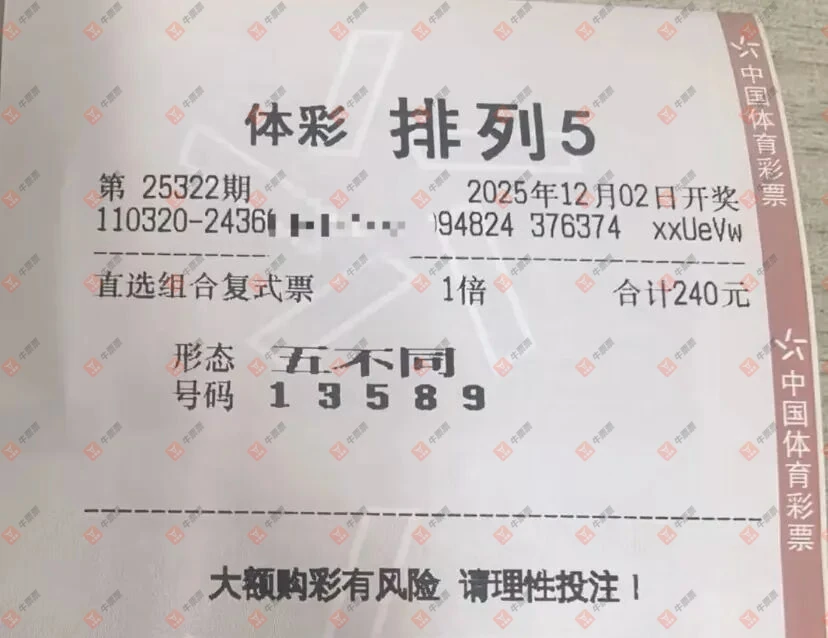 体彩 排列5
第 25322期 2025年12月02日开奖
110320-2436 94824 376374 xxUeVw
直选组合复式票 1倍 合计240元
形态 五不同
号码 1 3 5 8 9
大额购彩有风险 请理性投注！
中国体育彩票
中国体育彩票